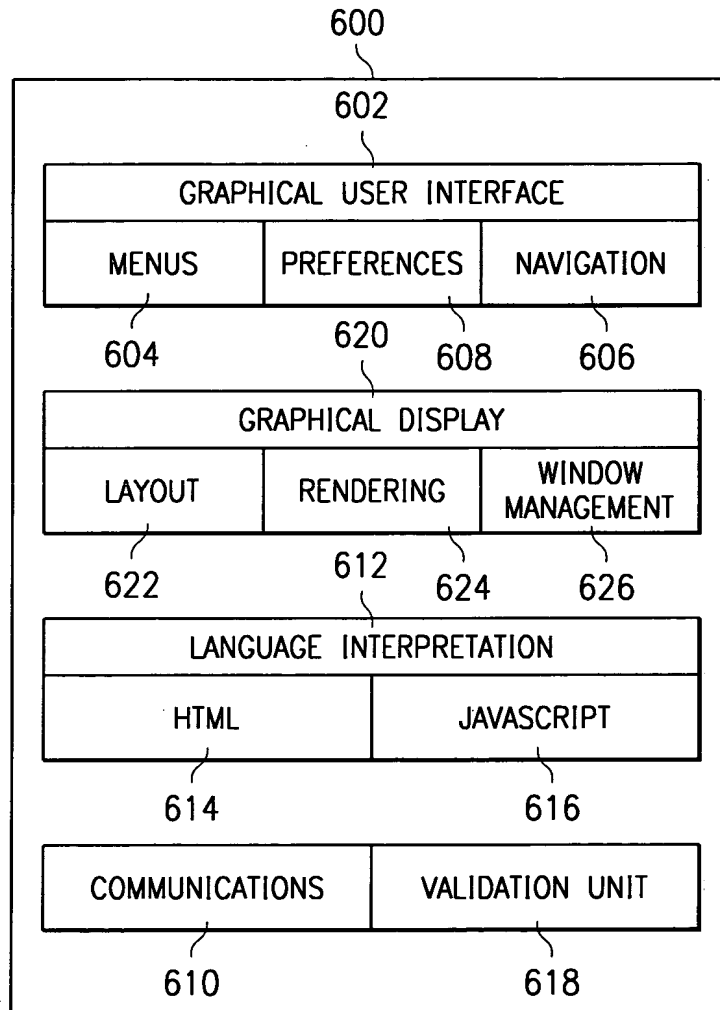 600
602
GRAPHICAL USER INTERFACE
MENUS PREFERENCES NAVIGATION
604 620 608 606
GRAPHICAL DISPLAY
LAYOUT RENDERING WINDOW MANAGEMENT
622 612 624 626
LANGUAGE INTERPRETATION
HTML JAVASCRIPT
614 616
COMMUNICATIONS VALIDATION UNIT
610 618